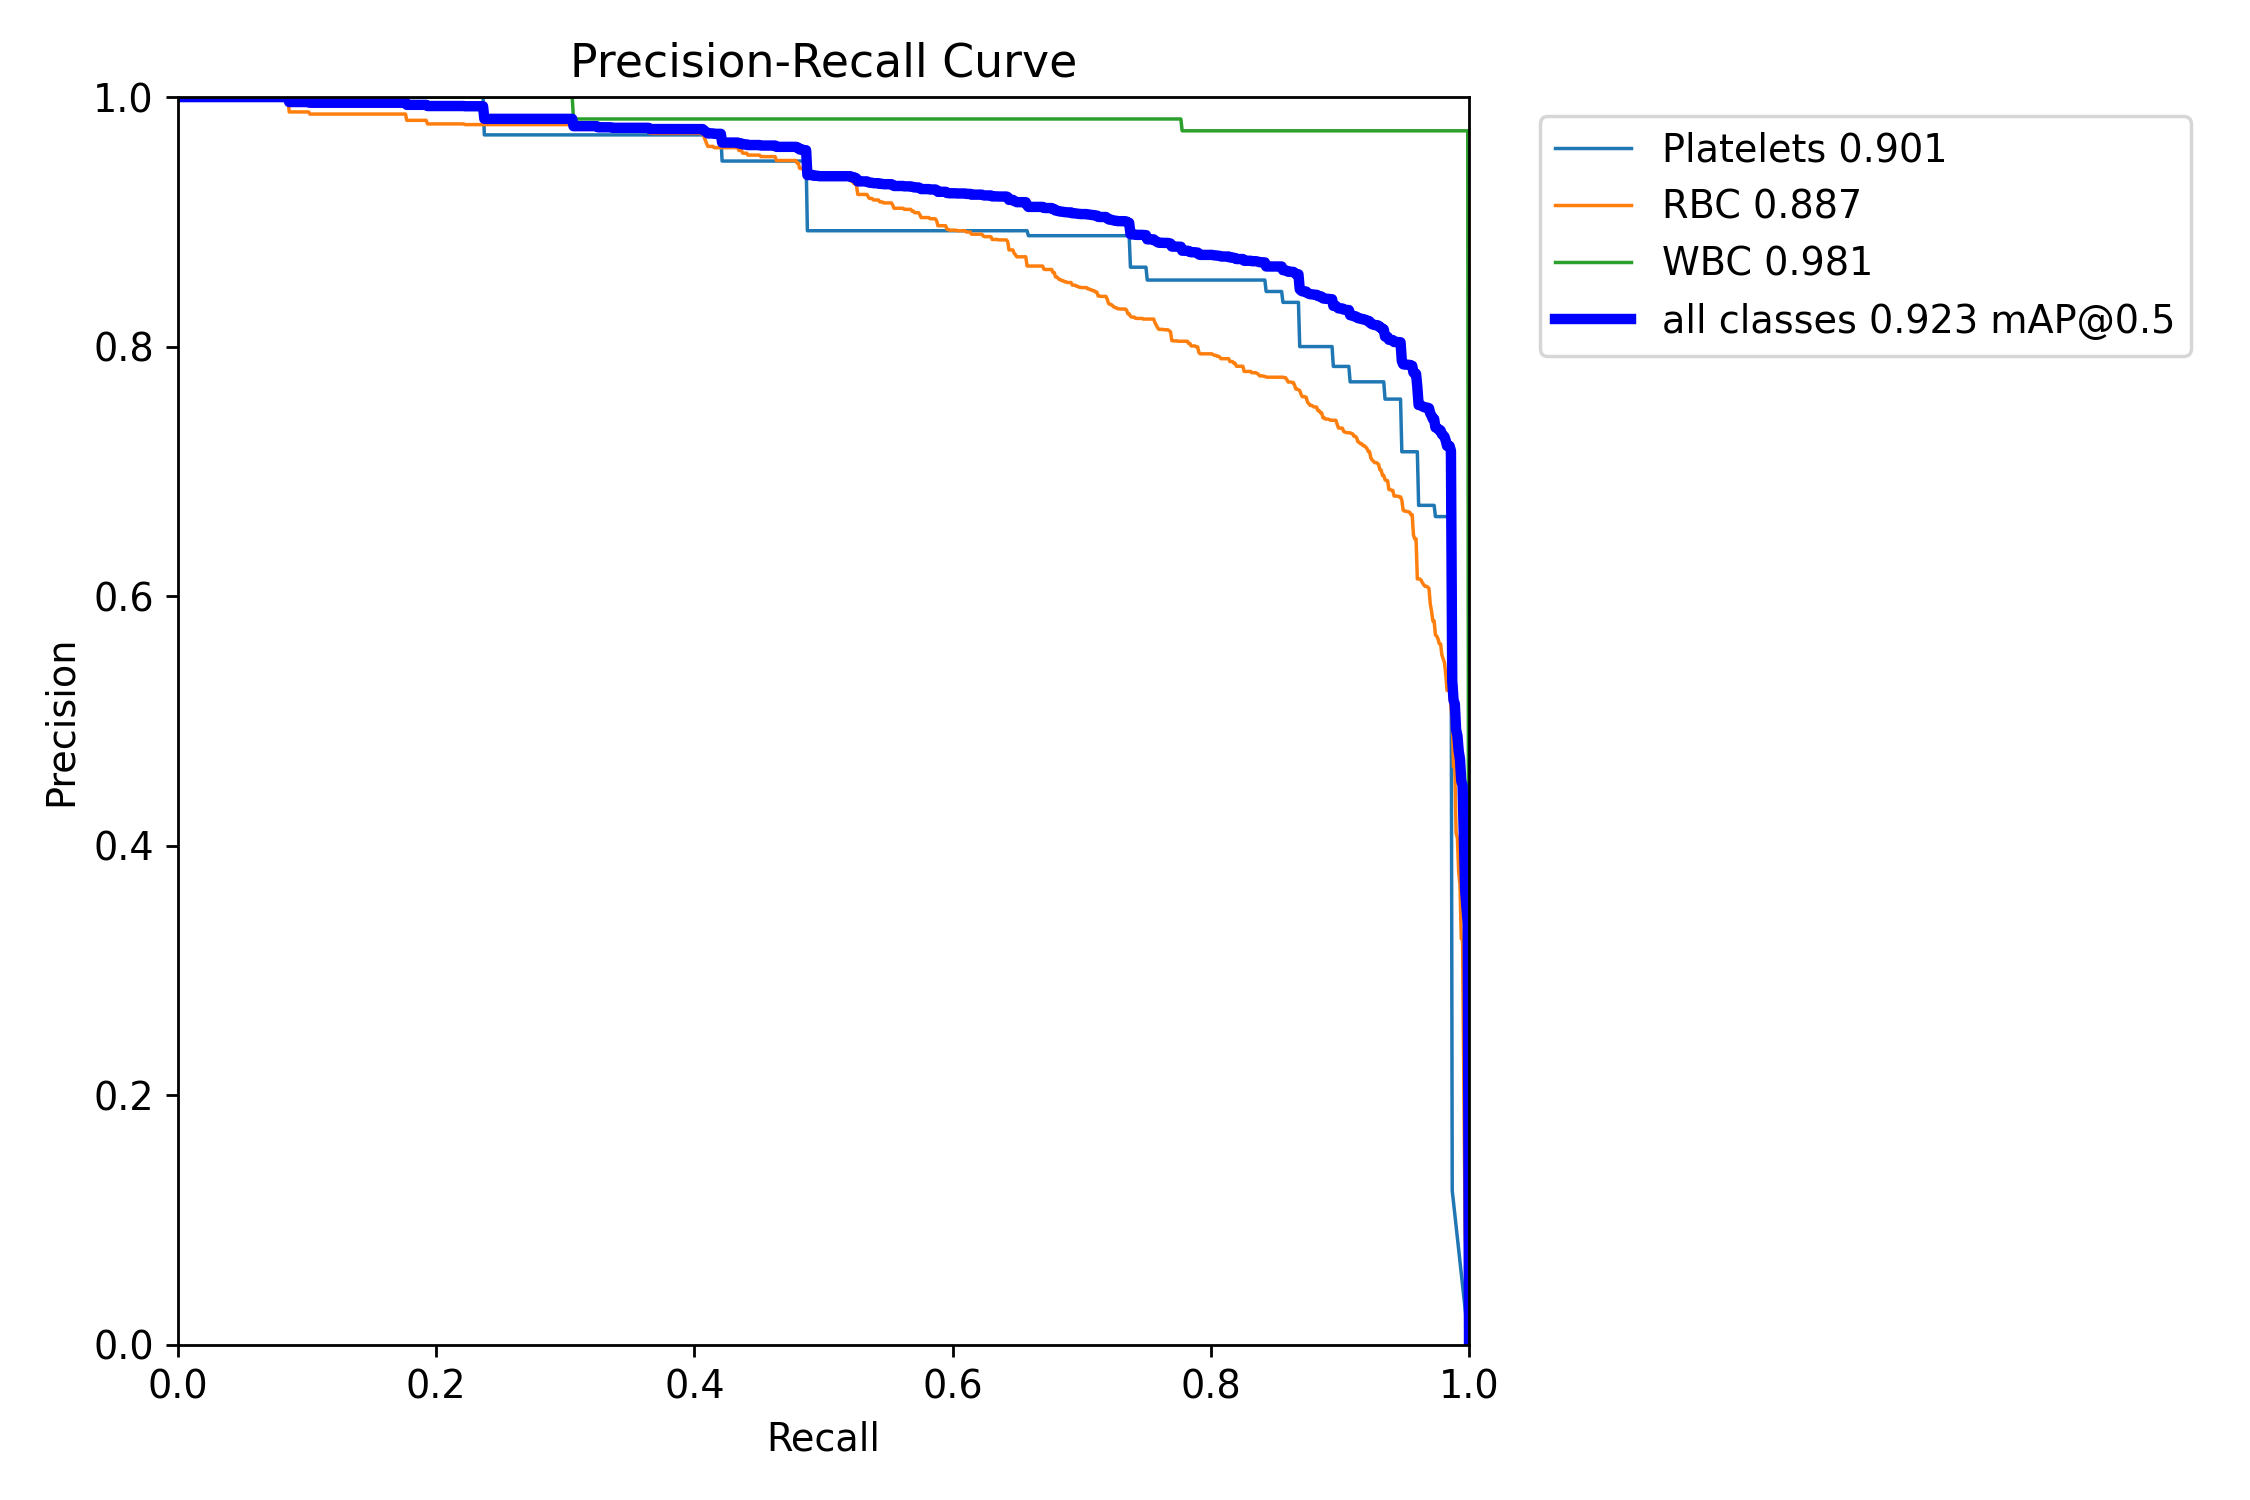 Precision-Recall Curve
1.0
0.8
0.6
0.4
0.2
0.0
Precision
0.0 0.2 0.4 0.6 0.8 1.0
Recall
Platelets 0.901
RBC 0.887
WBC 0.981
all classes 0.923 mAP@0.5